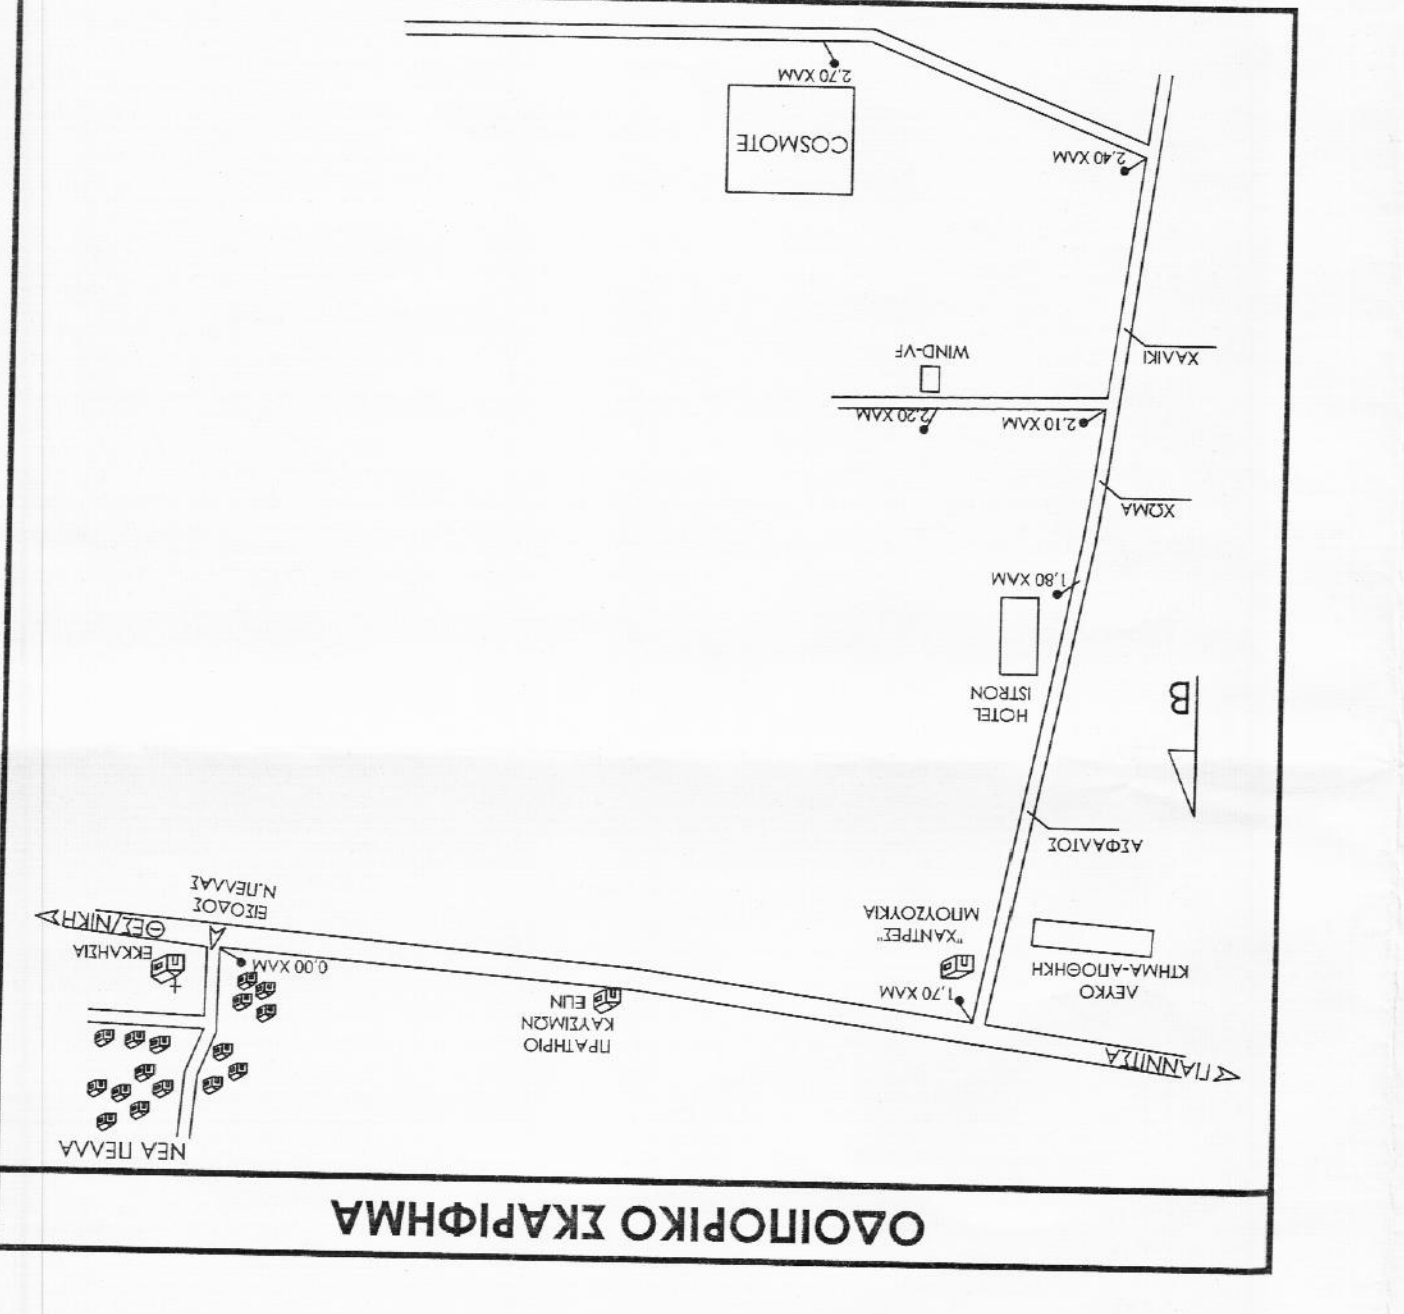 ΟΔΟΙΠΟΡΙΚΟ ΣΚΑΡΙΦΗΜΑ
ΝΕΑ ΠΕΛΛΑ
ΓΙΑΝΝΙΤΣΑ
ΠΡΑΤΗΡΙΟ
ΚΑΥΣΙΜΩΝ
ΕΛΙΝ
ΛΕΥΚΟ
ΚΤΗΜΑ-ΑΠΟΘΗΚΗ
1,70 ΧΛΜ
0,00 ΧΛΜ
ΕΚΚΛΗΣΙΑ
ΘΕΣ/ΝΙΚΗ
"ΧΑΝΤΡΕΣ"
ΜΠΟΥΖΟΥΚΙΑ
ΕΙΣΟΔΟΣ
Ν.ΠΕΛΛΑΣ
ΑΣΦΑΛΤΟΣ
Β
HOTEL
ISTRON
1,80 ΧΛΜ
ΧΩΜΑ
2,10 ΧΛΜ
2,20 ΧΛΜ
WIND-VF
ΧΑΛΙΚΙ
2,40 ΧΛΜ
COSMOTE
2,70 ΧΛΜ